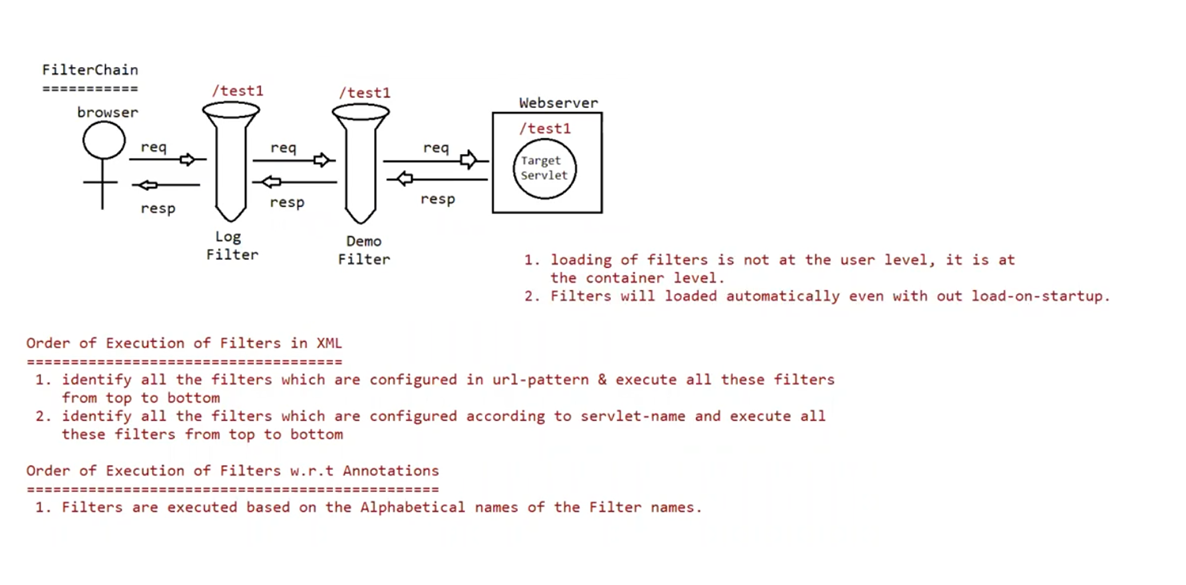 FilterChain
===========
browser
/test1
/test1
Webserver
/test1
req
req
req
Target
Servlet
resp
resp
resp
Log
Filter
Demo
Filter
1. loading of filters is not at the user level, it is at
the container level.
2. Filters will loaded automatically even with out load-on-startup.
Order of Execution of Filters in XML
====================================
1. identify all the filters which are configured in url-pattern & execute all these filters
from top to bottom
2. identify all the filters which are configured according to servlet-name and execute all
these filters from top to bottom
Order of Execution of Filters w.r.t Annotations
===============================================
1. Filters are executed based on the Alphabetical names of the Filter names.